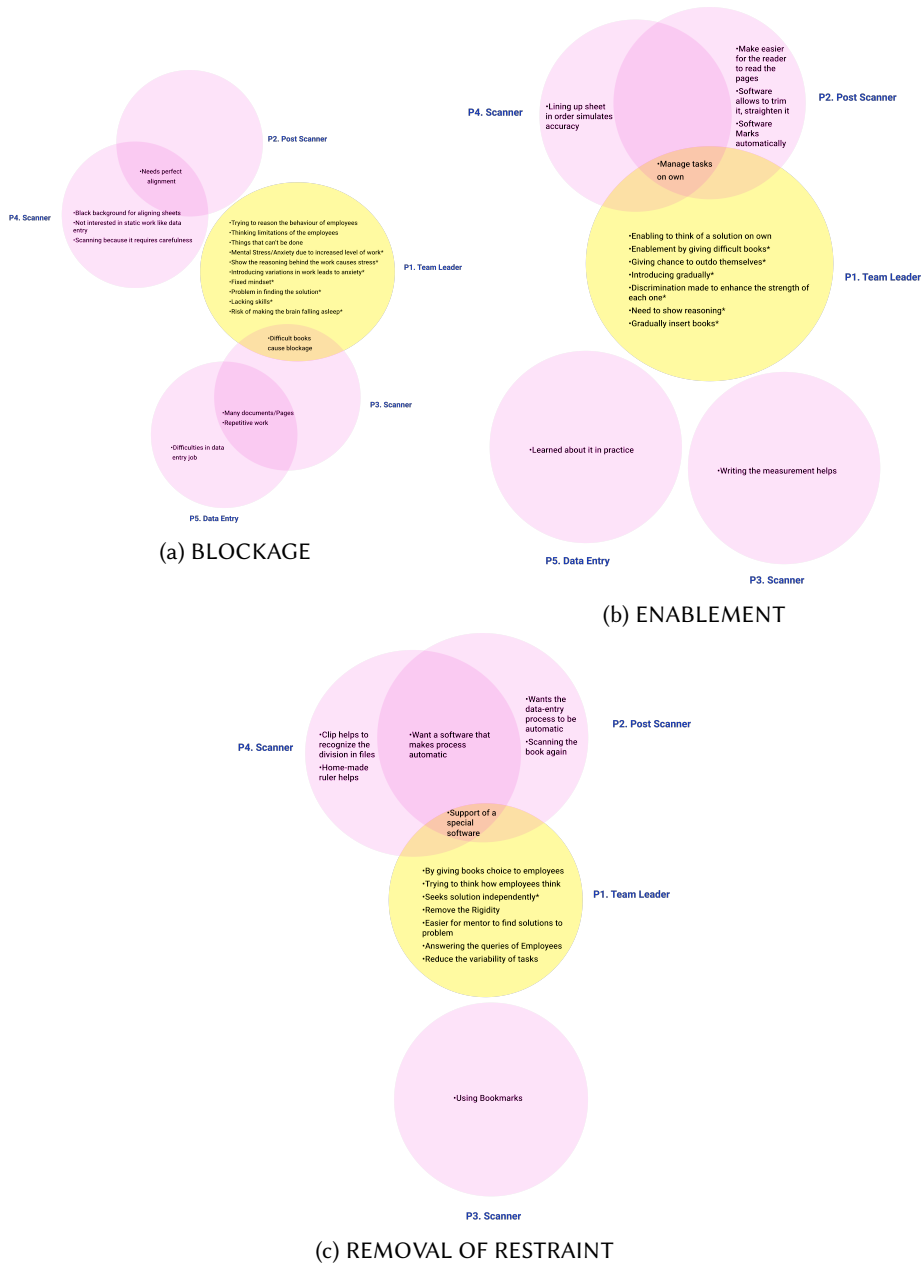 P2. Post Scanner
•Needs perfect
alignment
P4. Scanner
•Black background for aligning sheets
•Not interested in static work like data
entry
•Scanning because it requires carefulness
•Trying to reason the behaviour of employees
•Thinking limitations of the employees
•Things that can't be done
•Mental Stress/Anxiety due to increased level of work*
•Show the reasoning behind the work causes stress*
•Introducing variations in work leads to anxiety*
•Fixed mindset*
•Problem in finding the solution*
•Lacking skills*
•Risk of making the brain falling asleep*
P1. Team Leader
•Difficult books
cause blockage
P3. Scanner
•Many documents/Pages
•Repetitive work
•Difficulties in data
entry job
P5. Data Entry
(a) BLOCKAGE
•Make easier
for the reader
to read the
pages
•Software
allows to trim
it, straighten it
•Software
Marks
automatically
P2. Post Scanner
P4. Scanner
•Lining up sheet
in order simulates
accuracy
•Manage tasks
on own
•Enabling to think of a solution on own
•Enablement by giving difficult books*
•Giving chance to outdo themselves*
•Introducing gradually*
•Discrimination made to enhance the strength of
each one*
•Need to show reasoning*
•Gradually insert books*
P1. Team Leader
•Learned about it in practice
•Writing the measurement helps
P5. Data Entry
P3. Scanner
(b) ENABLEMENT
•Wants the
data-entry
process to be
automatic
•Scanning the
book again
P2. Post Scanner
P4. Scanner
•Clip helps to
recognize the
division in files
•Home-made
ruler helps
•Want a software that
makes process
automatic
•Support of a
special
software
•By giving books choice to employees
•Trying to think how employees think
•Seeks solution independently*
•Remove the Rigidity
•Easier for mentor to find solutions to
problem
•Answering the queries of Employees
•Reduce the variability of tasks
P1. Team Leader
•Using Bookmarks
P3. Scanner
(c) REMOVAL OF RESTRAINT